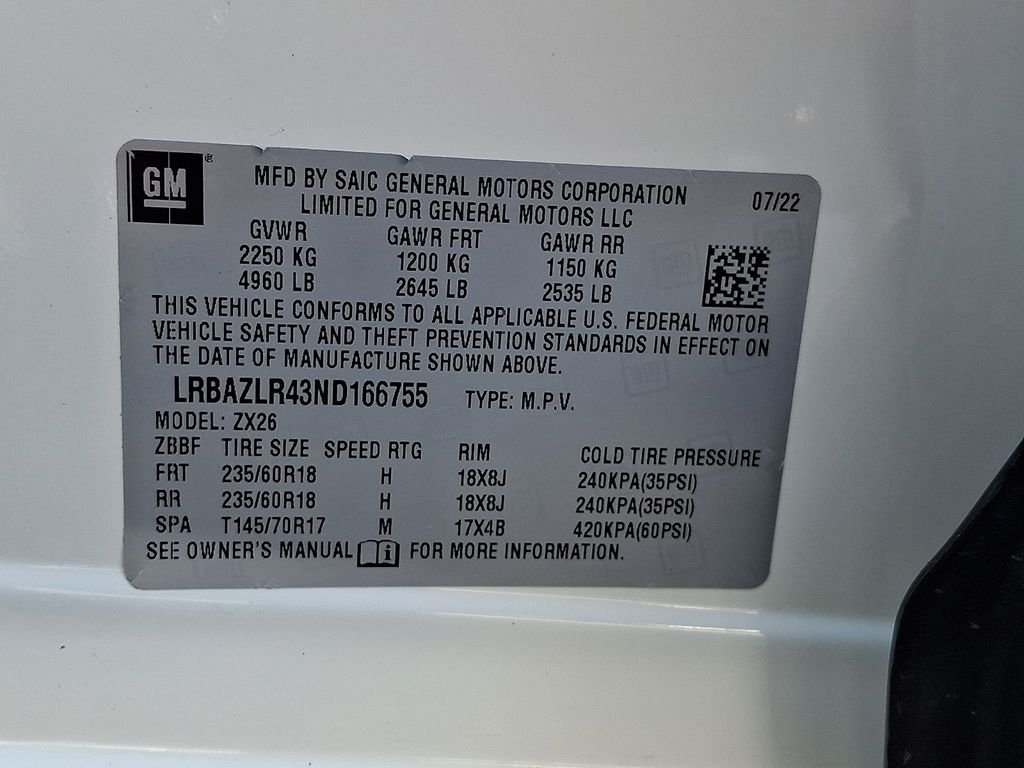 GM ®
MFD BY SAIC GENERAL MOTORS CORPORATION
LIMITED FOR GENERAL MOTORS LLC
07/22
GVWR GAWR FRT GAWR RR
2250 KG 1200 KG 1150 KG
4960 LB 2645 LB 2535 LB
THIS VEHICLE CONFORMS TO ALL APPLICABLE U.S. FEDERAL MOTOR
VEHICLE SAFETY AND THEFT PREVENTION STANDARDS IN EFFECT ON
THE DATE OF MANUFACTURE SHOWN ABOVE.
LRBAZLR43ND166755 TYPE: M.P.V.
MODEL: ZX26
ZBBF TIRE SIZE SPEED RTG RIM COLD TIRE PRESSURE
FRT 235/60R18 H 18X8J 240KPA(35PSI)
RR 235/60R18 H 18X8J 240KPA(35PSI)
SPA T145/70R17 M 17X4B 420KPA(60PSI)
SEE OWNER'S MANUAL i FOR MORE INFORMATION.